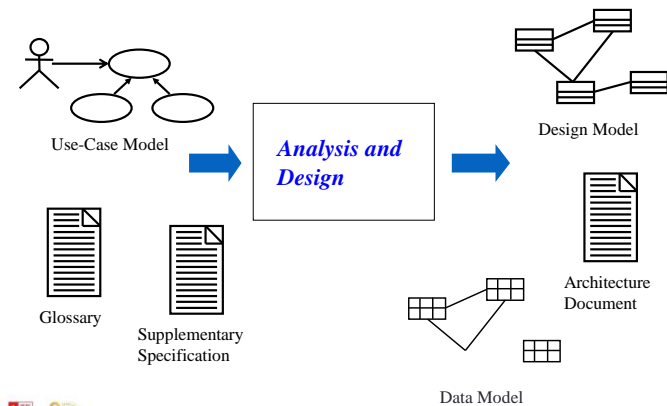 Use-Case Model
Analysis and
Design
Design Model
Glossary
Supplementary
Specification
Architecture
Document
Data Model